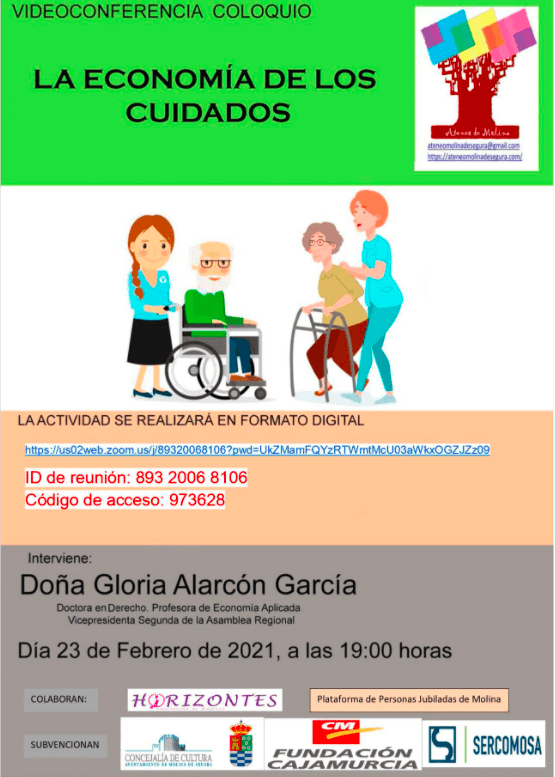 VIDEOCONFERENCIA COLOQUIO
LA ECONOMÍA DE LOS
CUIDADOS
Ateneo de Molina
ateneomolinadesegura@gmail.com
https://ateneomolinadesegura.com/
LA ACTIVIDAD SE REALIZARÁ EN FORMATO DIGITAL
https://us02web.zoom.us/j/89320068106?pwd=UkZMamFQYzRTWmtMcU03aWkxOGZJZz09
ID de reunión: 893 2006 8106
Código de acceso: 973628
Interviene:
Doña Gloria Alarcón García
Doctora en Derecho. Profesora de Economía Aplicada
Vicepresidenta Segunda de la Asamblea Regional
Día 23 de Febrero de 2021, a las 19:00 horas
COLABORAN:
HORIZONTES
Plataforma de Personas Jubiladas de Molina
SUBVENCIONAN
CONCEJALÍA DE CULTURA
AYUNTAMIENTO DE MOLINA DE SEGURA
CM
FUNDACIÓN
CAJAMURCIA
S
SERCOMOSA